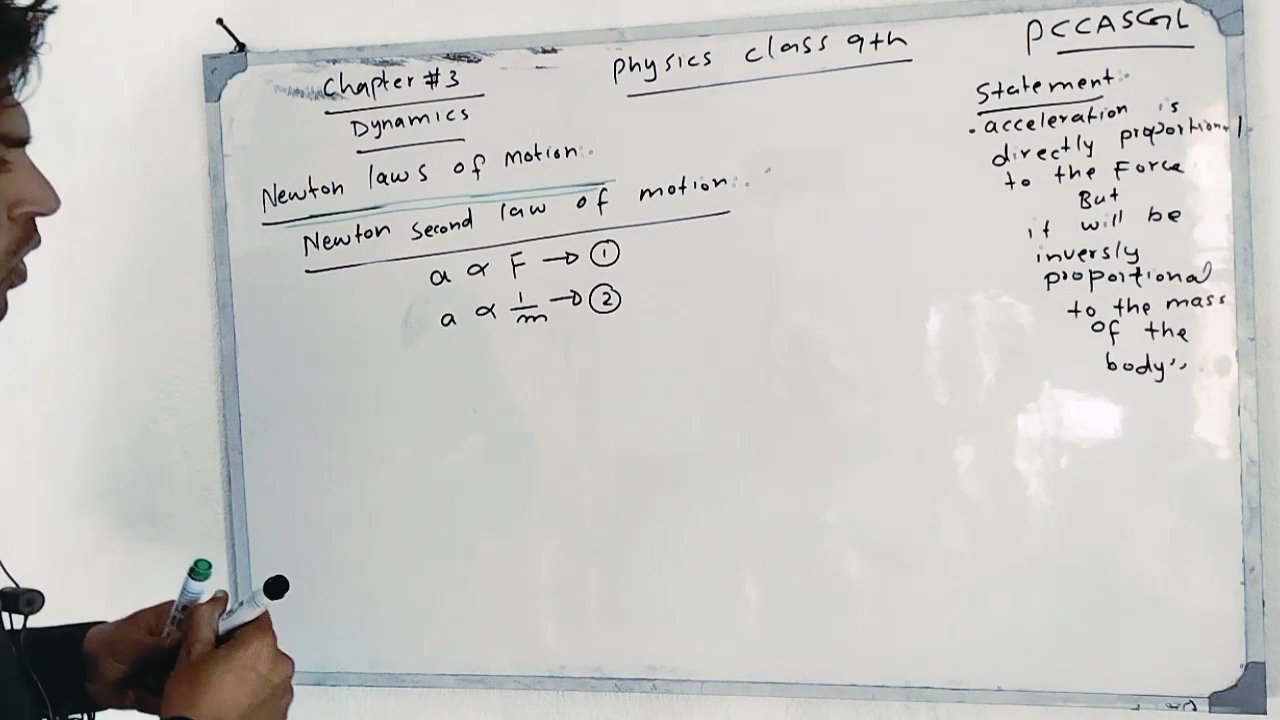 Physics class 9th
PCCASGL
Chapter #3
Dynamics
Newton laws of motion:.
Newton second law of motion:.
a ∝ F → ①
a ∝ 1/m → ②
Statement:-
. acceleration is
directly proportional
to the Force
But
it will be
inversly
proportional
to the mass
of the
body''